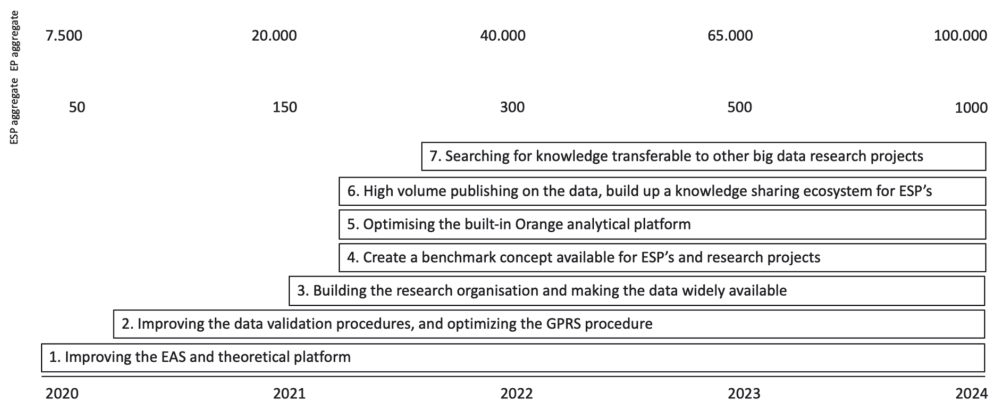 EP aggregate
7.500 20.000 40.000 65.000 100.000
ESP aggregate
50 150 300 500 1000
7. Searching for knowledge transferable to other big data research projects
6. High volume publishing on the data, build up a knowledge sharing ecosystem for ESP’s
5. Optimising the built-in Orange analytical platform
4. Create a benchmark concept available for ESP’s and research projects
3. Building the research organisation and making the data widely available
2. Improving the data validation procedures, and optimizing the GPRS procedure
1. Improving the EAS and theoretical platform
2020 2021 2022 2023 2024